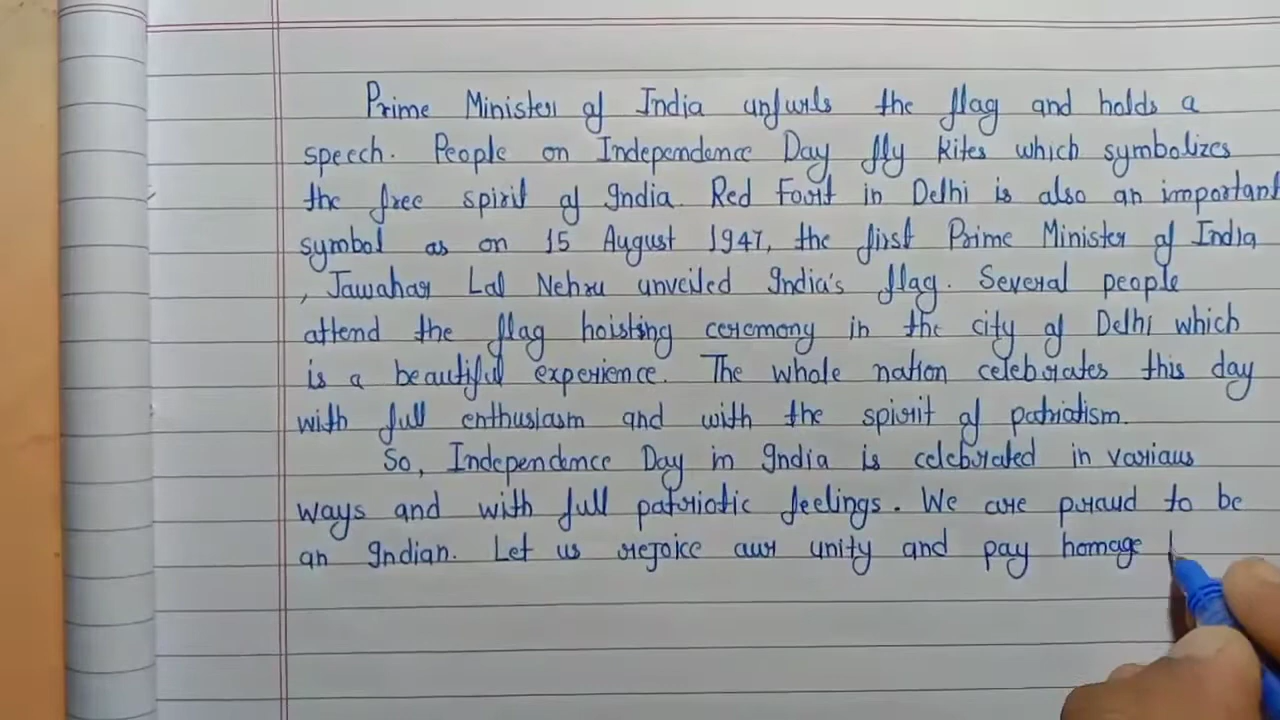 Prime Minister of India unfurls the flag and holds a
speech. People on Independence Day fly kites which symbolizes
the free spirit of India. Red Fort in Delhi is also an important
symbol as on 15 August 1947, the first Prime Minister of India
, Jawahar Lal Nehru unveiled India's flag. Several people
attend the flag hoisting ceremony in the city of Delhi which
is a beautiful experience. The whole nation celebrates this day
with full enthusiasm and with the spirit of patriotism.
So, Independence Day in India is celebrated in various
ways and with full patriotic feelings. We are proud to be
an Indian. Let us rejoice our unity and pay homage